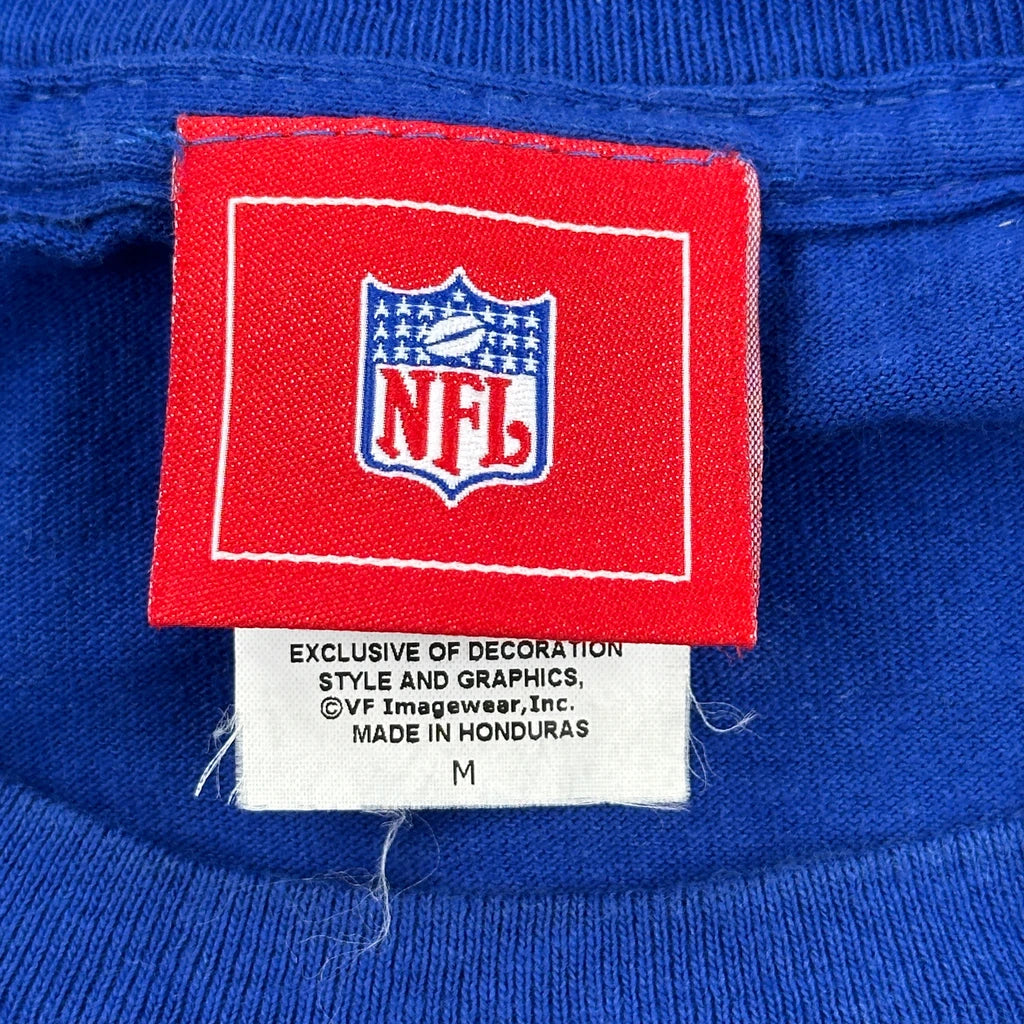 NFL
EXCLUSIVE OF DECORATION
STYLE AND GRAPHICS,
©VF Imagewear,Inc.
MADE IN HONDURAS
M